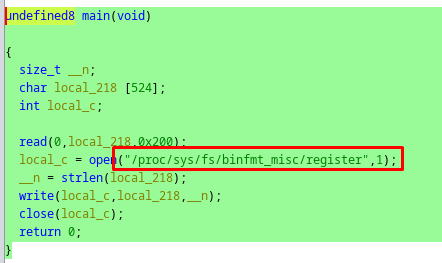 undefined8 main(void)
{
size_t __n;
char local_218 [524];
int local_c;
read(0,local_218,0x200);
local_c = open("/proc/sys/fs/binfmt_misc/register",1);
__n = strlen(local_218);
write(local_c,local_218,__n);
close(local_c);
return 0;
}